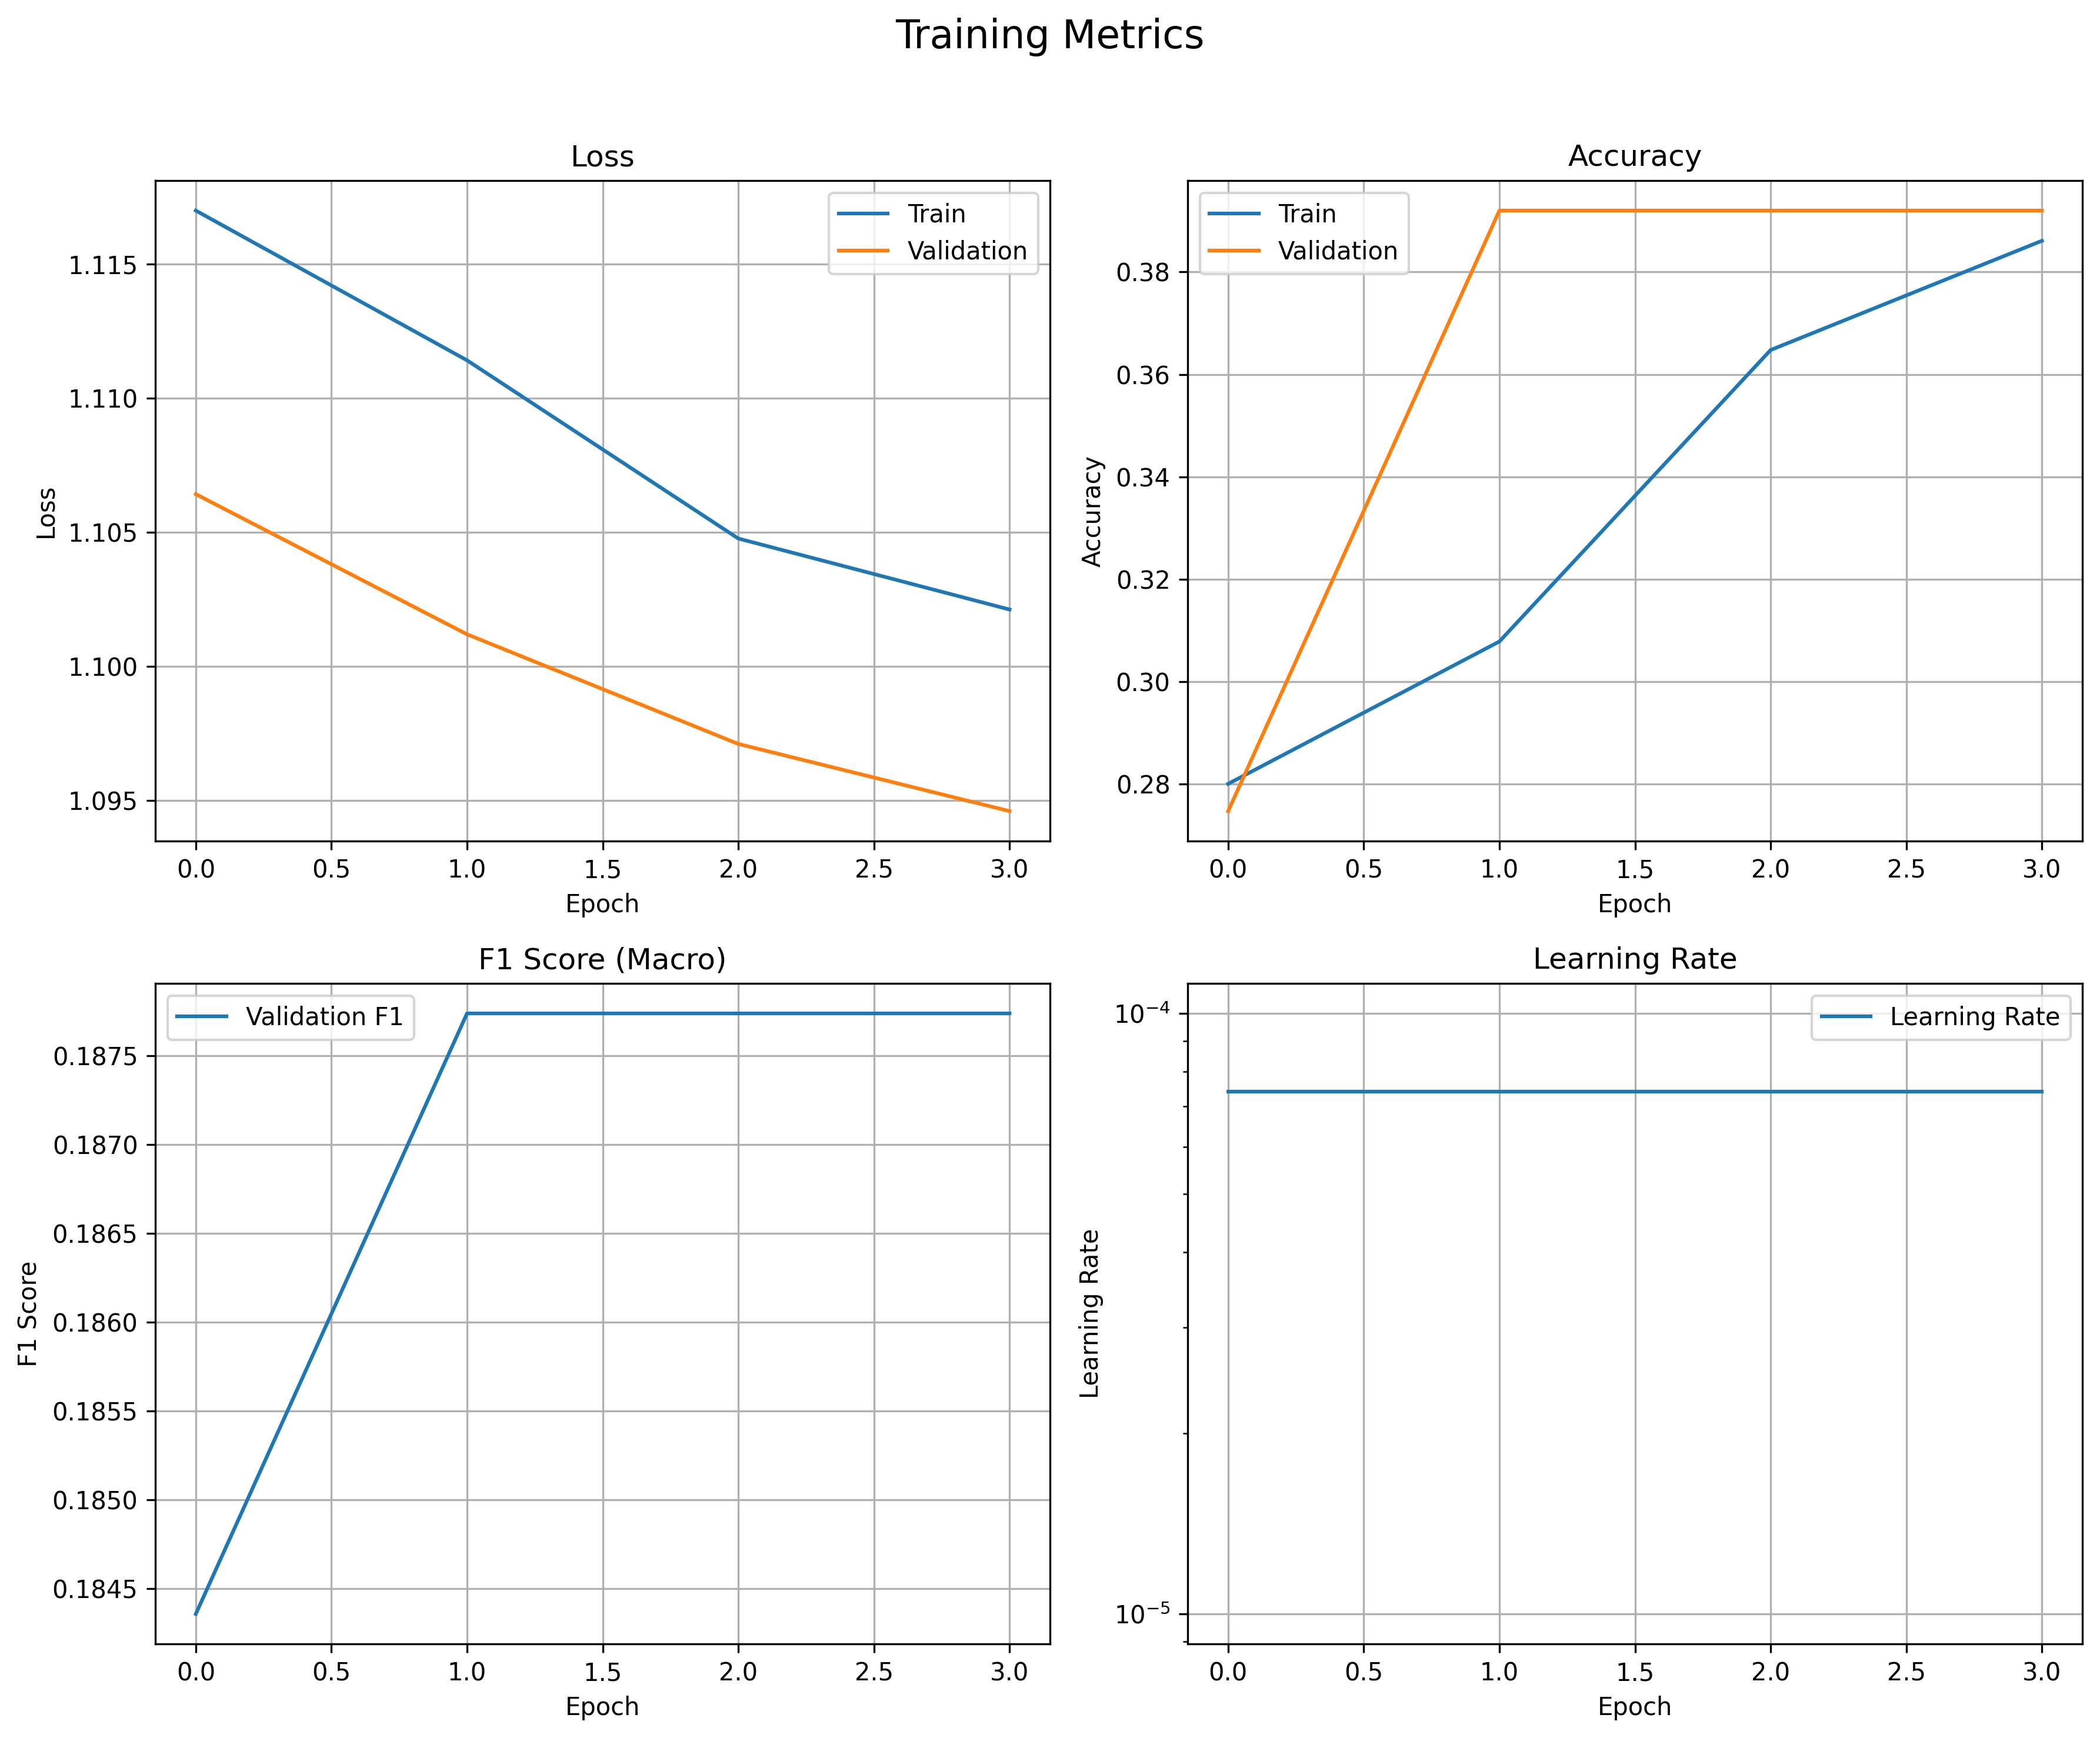 Training Metrics
Loss
Train
Validation
1.115
1.110
1.105
1.100
1.095
Loss
0.0 0.5 1.0 1.5 2.0 2.5 3.0
Epoch
Accuracy
Train
Validation
0.38
0.36
0.34
0.32
0.30
0.28
Accuracy
0.0 0.5 1.0 1.5 2.0 2.5 3.0
Epoch
F1 Score (Macro)
Validation F1
0.1875
0.1870
0.1865
0.1860
0.1855
0.1850
0.1845
F1 Score
0.0 0.5 1.0 1.5 2.0 2.5 3.0
Epoch
Learning Rate
Learning Rate
10⁻⁴
10⁻⁵
Learning Rate
0.0 0.5 1.0 1.5 2.0 2.5 3.0
Epoch